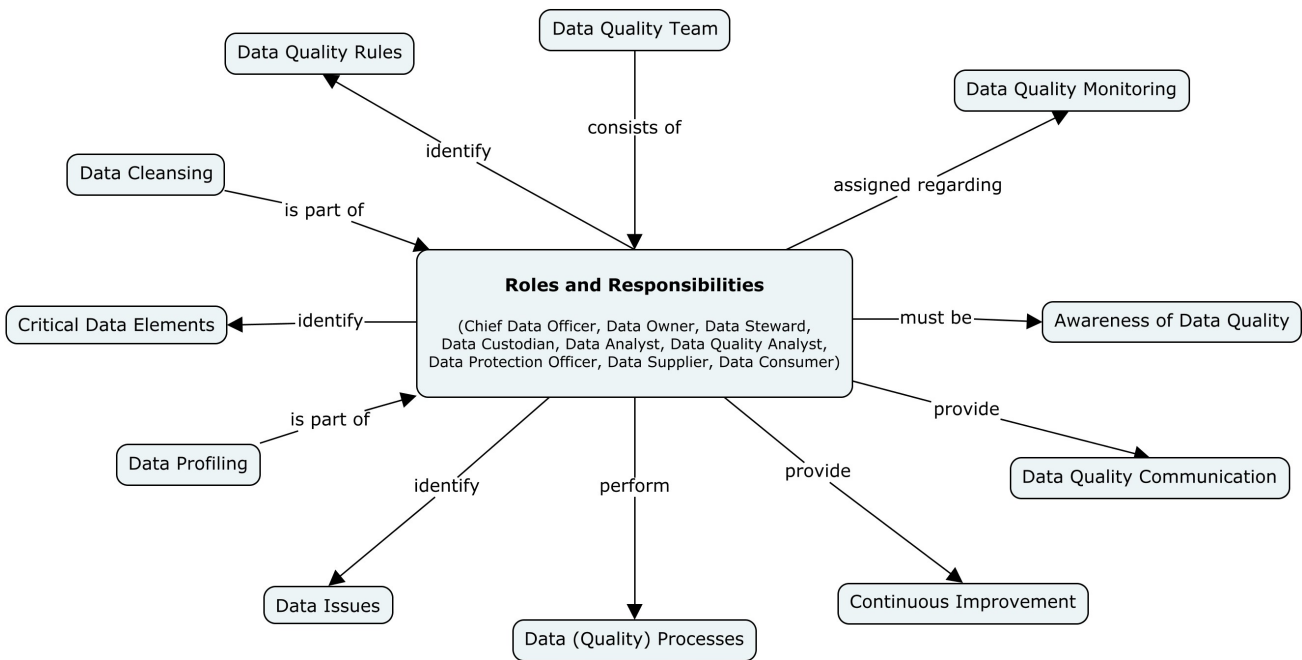 Data Quality Team
Data Quality Rules
Data Quality Monitoring
consists of
identify
Data Cleansing
assigned regarding
is part of
Roles and Responsibilities
(Chief Data Officer, Data Owner, Data Steward,
Data Custodian, Data Analyst, Data Quality Analyst,
Data Protection Officer, Data Supplier, Data Consumer)
Critical Data Elements
identify
must be
Awareness of Data Quality
is part of
provide
Data Profiling
Data Quality Communication
identify
perform
provide
Data Issues
Continuous Improvement
Data (Quality) Processes